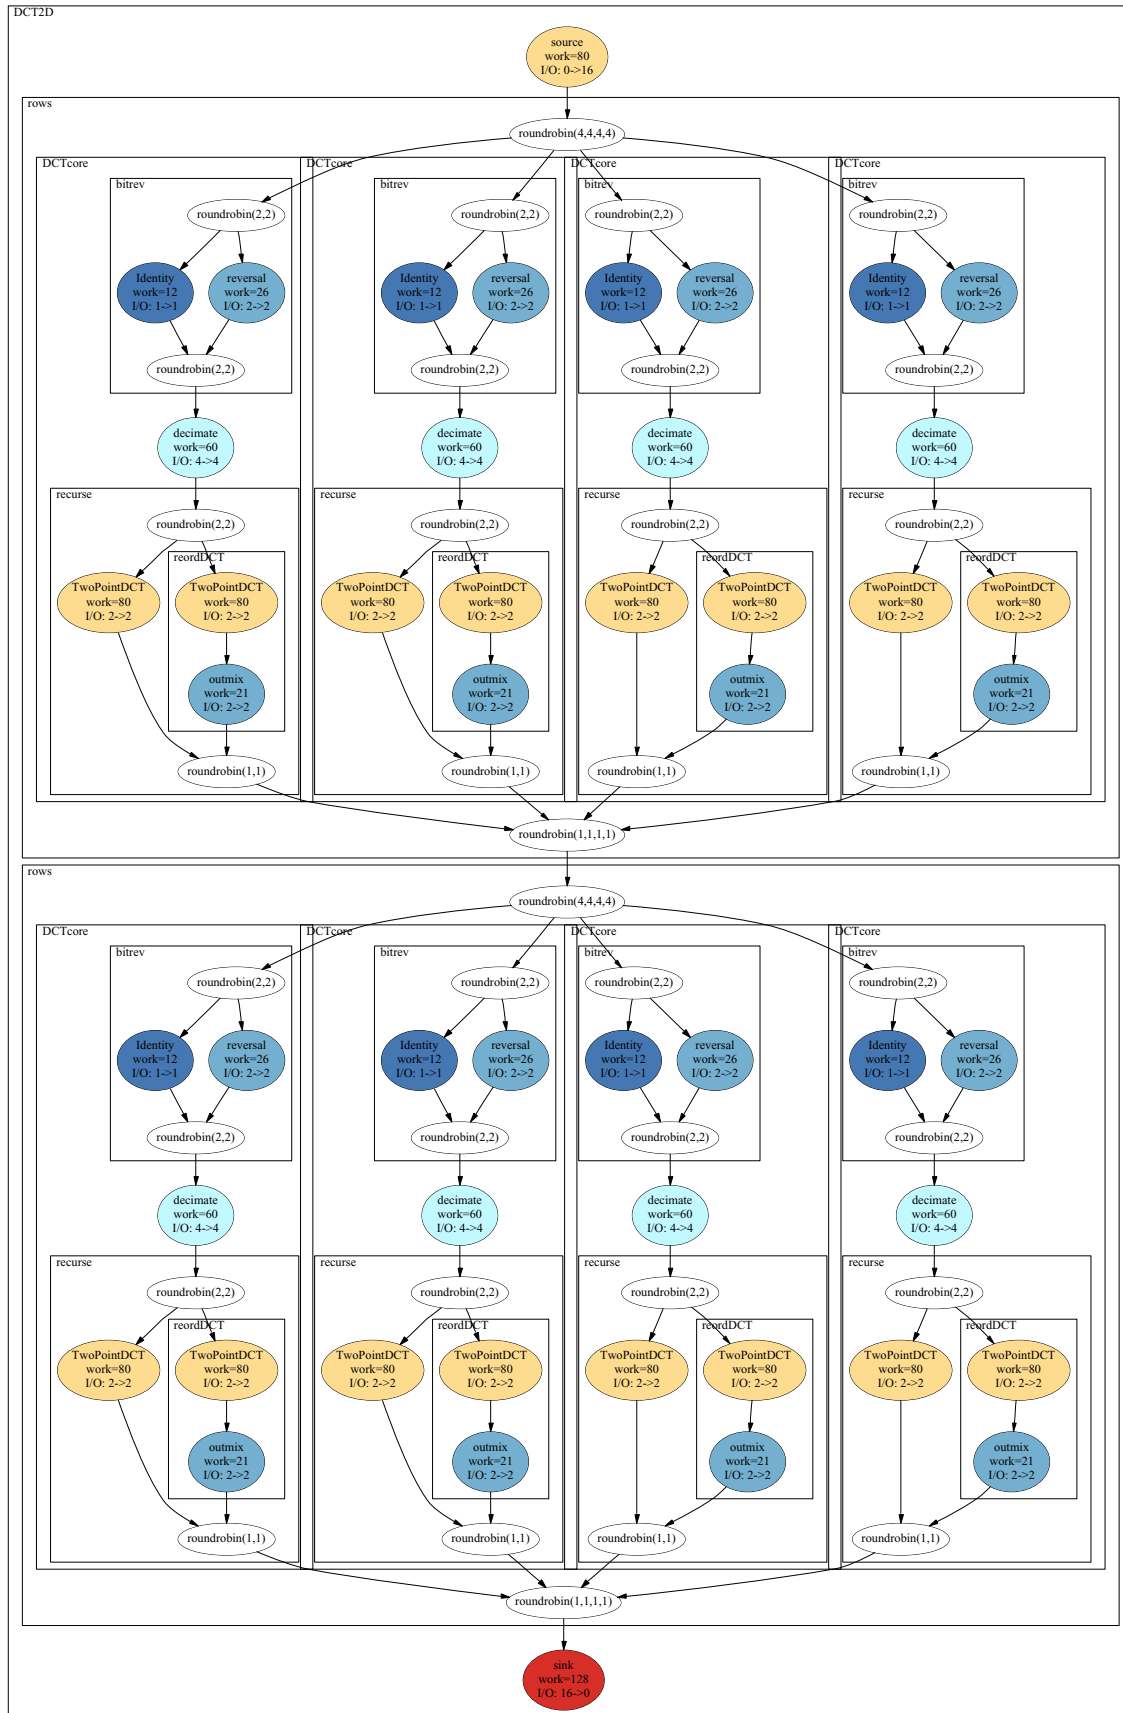 DCT2D
source
work=80
I/O: 0->16
rows
roundrobin(4,4,4,4)
DCTcore
DCTcore
DCTcore
DCTcore
bitrev
bitrev
bitrev
bitrev
roundrobin(2,2)
roundrobin(2,2)
roundrobin(2,2)
roundrobin(2,2)
Identity
work=12
I/O: 1->1
reversal
work=26
I/O: 2->2
Identity
work=12
I/O: 1->1
reversal
work=26
I/O: 2->2
Identity
work=12
I/O: 1->1
reversal
work=26
I/O: 2->2
Identity
work=12
I/O: 1->1
reversal
work=26
I/O: 2->2
roundrobin(2,2)
roundrobin(2,2)
roundrobin(2,2)
roundrobin(2,2)
decimate
work=60
I/O: 4->4
decimate
work=60
I/O: 4->4
decimate
work=60
I/O: 4->4
decimate
work=60
I/O: 4->4
recurse
recurse
recurse
recurse
roundrobin(2,2)
roundrobin(2,2)
roundrobin(2,2)
roundrobin(2,2)
reordDCT
reordDCT
reordDCT
reordDCT
TwoPointDCT
work=80
I/O: 2->2
TwoPointDCT
work=80
I/O: 2->2
TwoPointDCT
work=80
I/O: 2->2
TwoPointDCT
work=80
I/O: 2->2
TwoPointDCT
work=80
I/O: 2->2
TwoPointDCT
work=80
I/O: 2->2
TwoPointDCT
work=80
I/O: 2->2
TwoPointDCT
work=80
I/O: 2->2
outmix
work=21
I/O: 2->2
outmix
work=21
I/O: 2->2
outmix
work=21
I/O: 2->2
outmix
work=21
I/O: 2->2
roundrobin(1,1)
roundrobin(1,1)
roundrobin(1,1)
roundrobin(1,1)
roundrobin(1,1,1,1)
rows
roundrobin(4,4,4,4)
DCTcore
DCTcore
DCTcore
DCTcore
bitrev
bitrev
bitrev
bitrev
roundrobin(2,2)
roundrobin(2,2)
roundrobin(2,2)
roundrobin(2,2)
Identity
work=12
I/O: 1->1
reversal
work=26
I/O: 2->2
Identity
work=12
I/O: 1->1
reversal
work=26
I/O: 2->2
Identity
work=12
I/O: 1->1
reversal
work=26
I/O: 2->2
Identity
work=12
I/O: 1->1
reversal
work=26
I/O: 2->2
roundrobin(2,2)
roundrobin(2,2)
roundrobin(2,2)
roundrobin(2,2)
decimate
work=60
I/O: 4->4
decimate
work=60
I/O: 4->4
decimate
work=60
I/O: 4->4
decimate
work=60
I/O: 4->4
recurse
recurse
recurse
recurse
roundrobin(2,2)
roundrobin(2,2)
roundrobin(2,2)
roundrobin(2,2)
reordDCT
reordDCT
reordDCT
reordDCT
TwoPointDCT
work=80
I/O: 2->2
TwoPointDCT
work=80
I/O: 2->2
TwoPointDCT
work=80
I/O: 2->2
TwoPointDCT
work=80
I/O: 2->2
TwoPointDCT
work=80
I/O: 2->2
TwoPointDCT
work=80
I/O: 2->2
TwoPointDCT
work=80
I/O: 2->2
TwoPointDCT
work=80
I/O: 2->2
outmix
work=21
I/O: 2->2
outmix
work=21
I/O: 2->2
outmix
work=21
I/O: 2->2
outmix
work=21
I/O: 2->2
roundrobin(1,1)
roundrobin(1,1)
roundrobin(1,1)
roundrobin(1,1)
roundrobin(1,1,1,1)
sink
work=128
I/O: 16->0